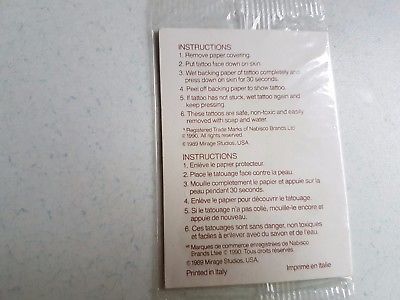 INSTRUCTIONS
1. Remove paper covering.
2. Put tattoo face down on skin.
3. Wet backing paper of tattoo completely and
press down on skin for 30 seconds.
4. Peel off backing paper to show tattoo.
5. If tattoo has not stuck, wet tattoo again and
keep pressing.
6. These tattoos are safe, non-toxic and easily
removed with soap and water.
* Registered Trade Marks of Nabisco Brands Ltd
© 1990. All rights reserved.
©1989 Mirage Studios, USA.
INSTRUCTIONS
1. Enlève le papier protecteur.
2. Place le tatouage face contre la peau.
3. Mouille complètement le papier et appuie sur la
peau pendant 30 secondes.
4. Enlève le papier pour découvrir le tatouage.
5. Si le tatouage n'a pas collé, mouille-le encore et
appuie de nouveau.
6. Ces tatouages sont sans danger, non toxiques
et faciles à enlever avec du savon et de l'eau.
Marques de commerce enregistrées de Nabisco
Brands Ltée © 1990. Tous droits réservés.
©1989 Mirage Studios, USA.
Printed in Italy Imprimé en Italie